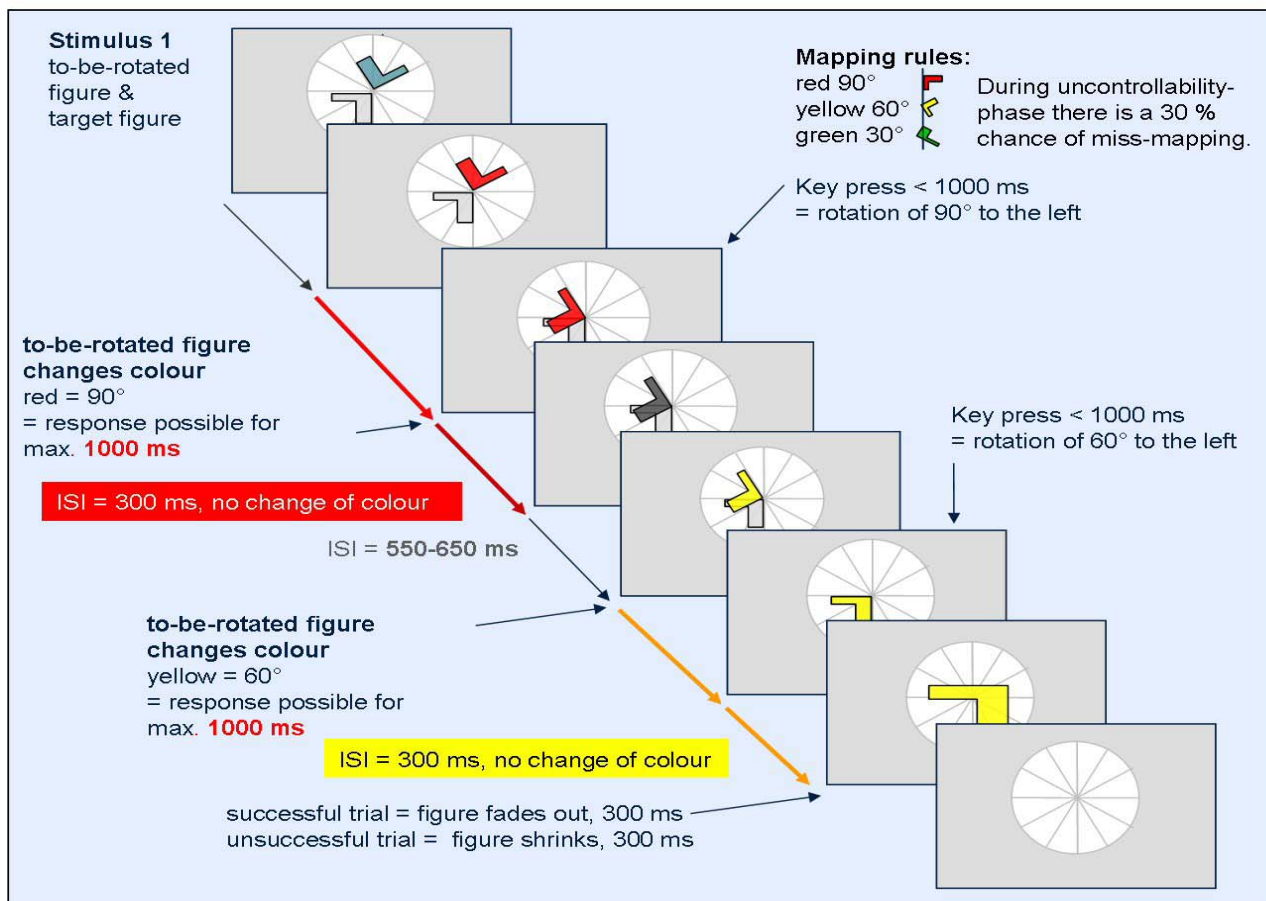 Stimulus 1
to-be-rotated
figure &
target figure
Mapping rules:
red 90°
yellow 60°
green 30°
During uncontrollability-
phase there is a 30 %
chance of miss-mapping.
Key press < 1000 ms
= rotation of 90° to the left
to-be-rotated figure
changes colour
red = 90°
= response possible for
max. 1000 ms
Key press < 1000 ms
= rotation of 60° to the left
ISI = 300 ms, no change of colour
ISI = 550-650 ms
to-be-rotated figure
changes colour
yellow = 60°
= response possible for
max. 1000 ms
ISI = 300 ms, no change of colour
successful trial = figure fades out, 300 ms
unsuccessful trial = figure shrinks, 300 ms